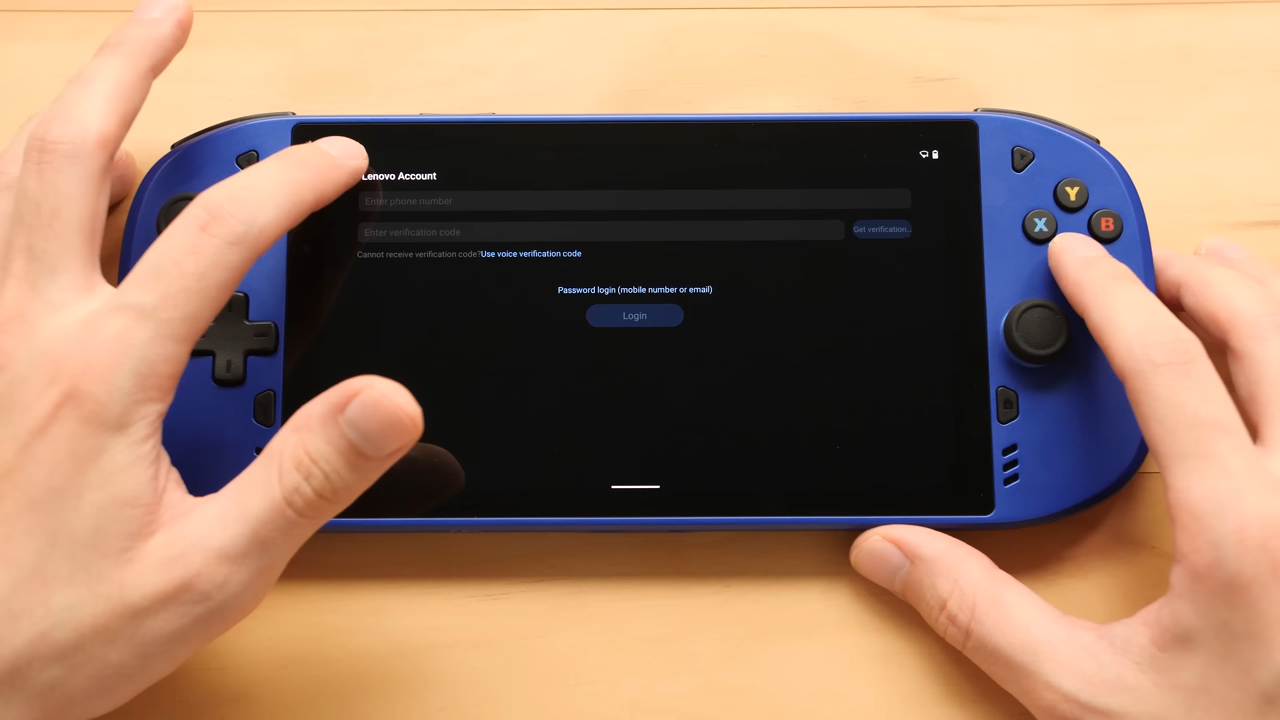 Lenovo Account
Enter phone number
Enter verification code
Get verification...
Cannot receive verification code?Use voice verification code
Password login (mobile number or email)
Login
Y
X
B